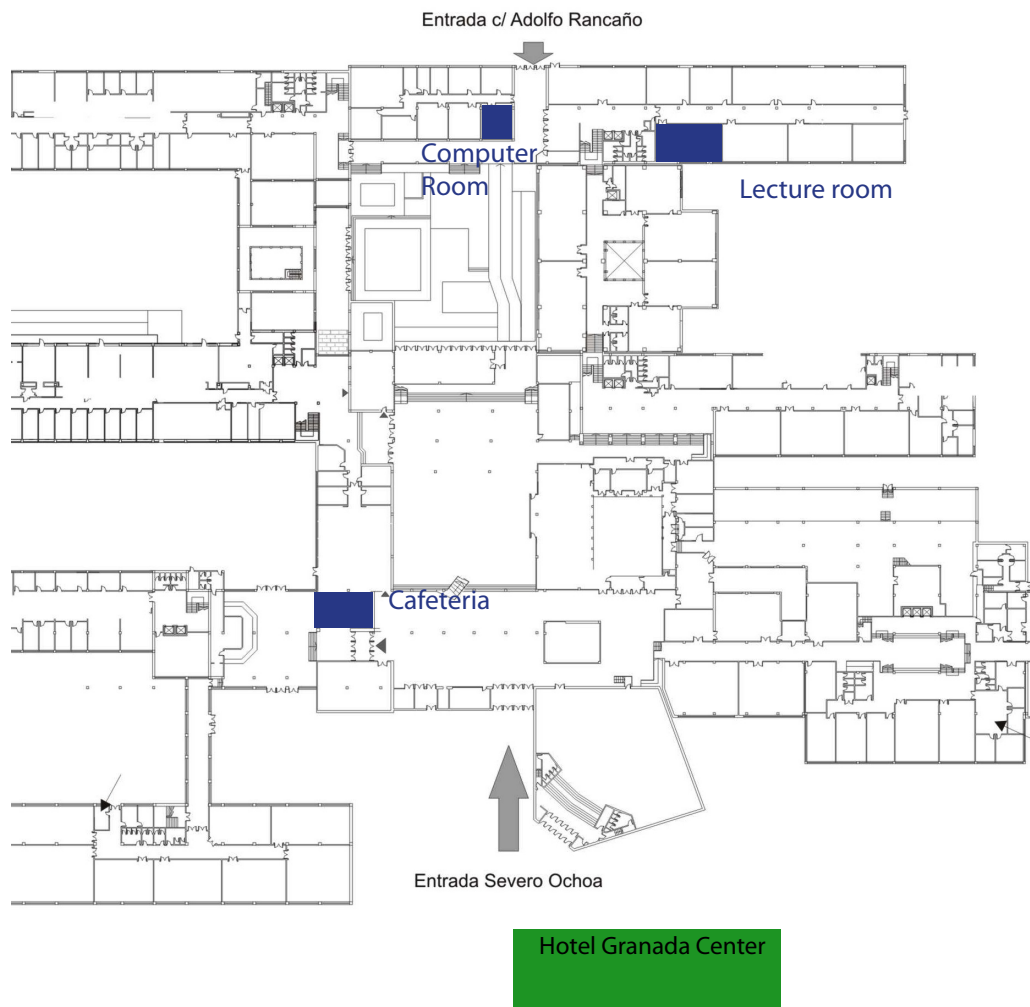 Entrada c/ Adolfo Rancaño
Computer
Room
Lecture room
Cafeteria
Entrada Severo Ochoa
Hotel Granada Center